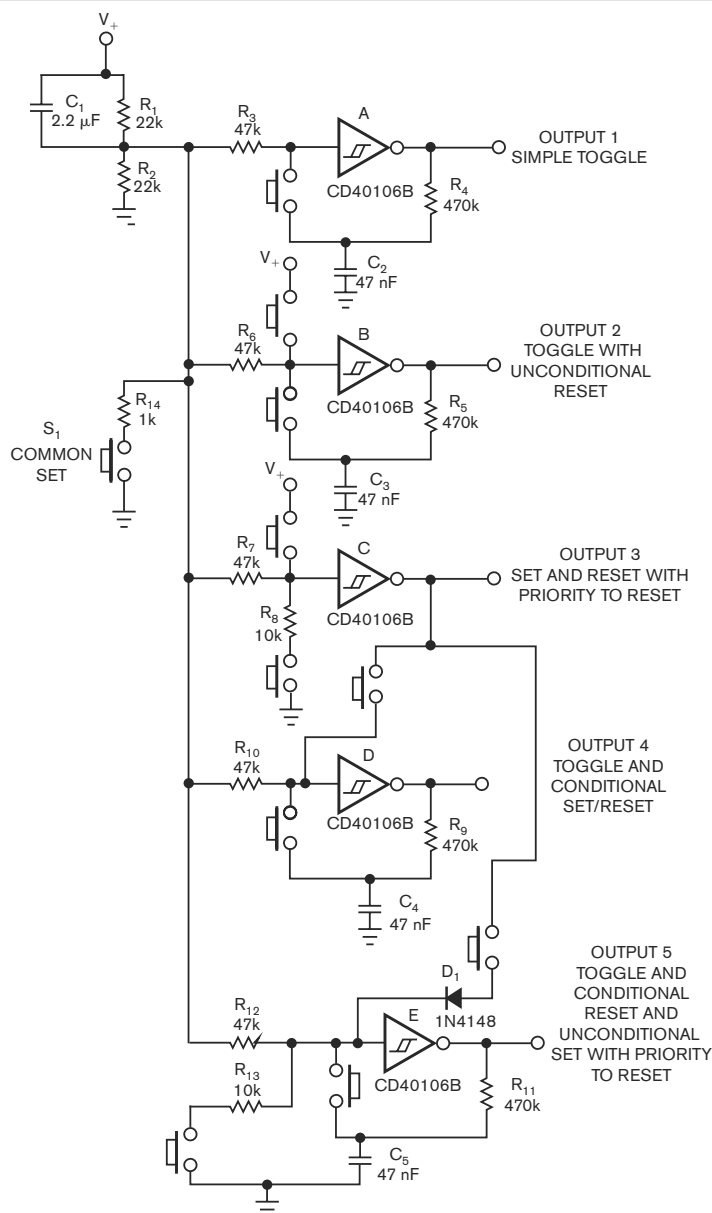 V+
C1
2.2 µF
R1
22k
R2
22k
R3
47k
A
CD40106B
R4
470k
OUTPUT 1
SIMPLE TOGGLE
C2
47 nF
V+
R6
47k
B
CD40106B
R5
470k
OUTPUT 2
TOGGLE WITH
UNCONDITIONAL
RESET
R14
1k
S1
COMMON
SET
C3
47 nF
V+
R7
47k
C
CD40106B
R8
10k
OUTPUT 3
SET AND RESET WITH
PRIORITY TO RESET
R10
47k
D
CD40106B
R9
470k
OUTPUT 4
TOGGLE AND
CONDITIONAL
SET/RESET
C4
47 nF
D1
1N4148
R12
47k
E
CD40106B
R13
10k
R11
470k
OUTPUT 5
TOGGLE AND
CONDITIONAL
RESET AND
UNCONDITIONAL
SET WITH PRIORITY
TO RESET
C5
47 nF